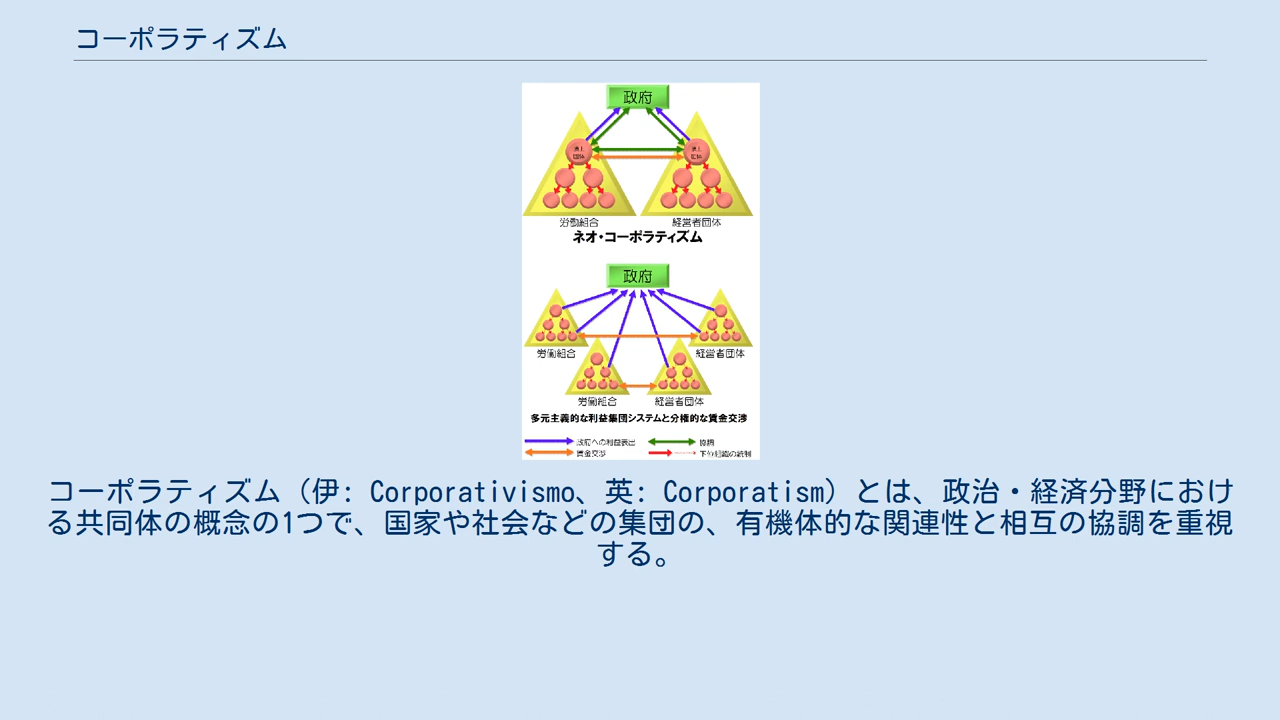 コーポラティズム
政府
頂上 頂上
団体 団体
労働組合 経営者団体
ネオ・コーポラティズム
政府
労働組合 経営者団体
労働組合 経営者団体
多元主義的な利益集団システムと分権的な賃金交渉
政府への利益表出 協調
賃金交渉 下位組織の統制
コーポラティズム（伊: Corporativismo、英: Corporatism）とは、政治・経済分野におけ
る共同体の概念の1つで、国家や社会などの集団の、有機体的な関連性と相互の協調を重視
する。